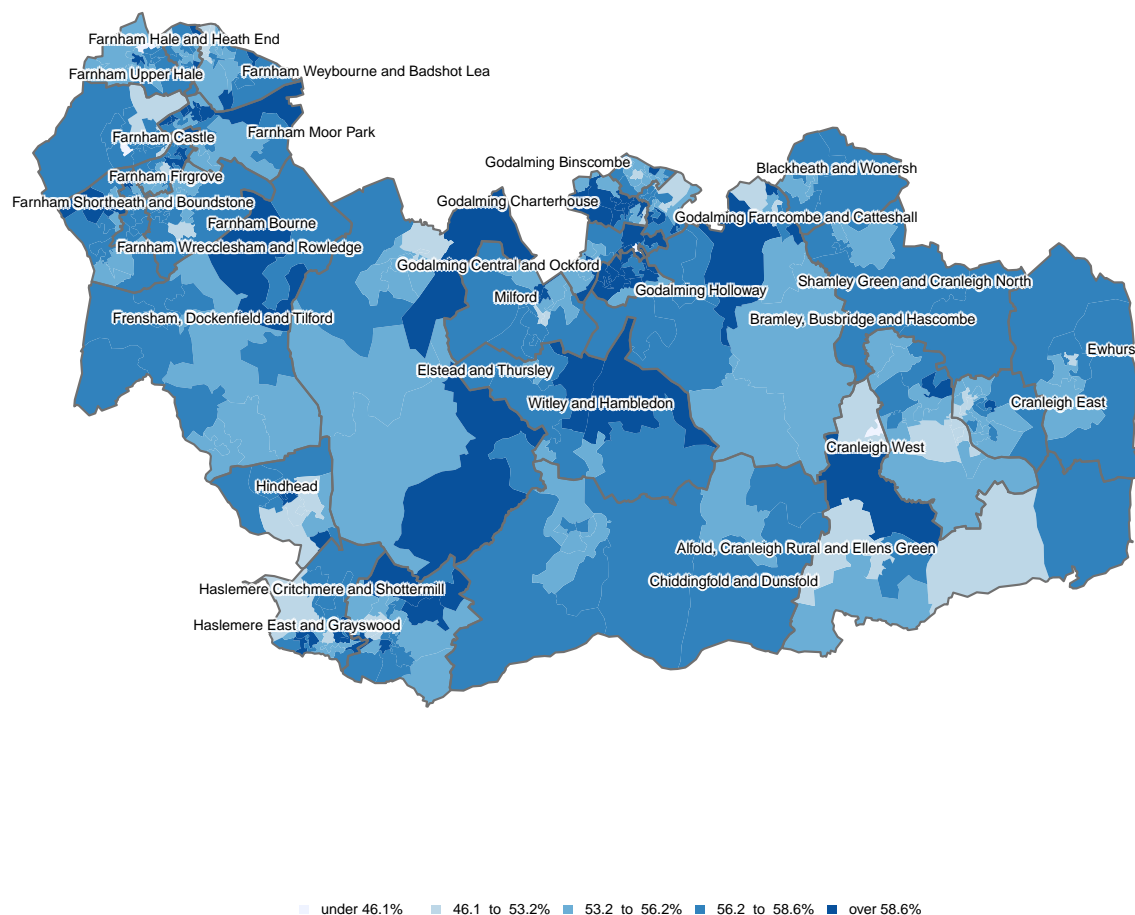 Farnham Hale and Heath End
Farnham Upper Hale
Farnham Weybourne and Badshot Lea
Farnham Castle
Farnham Moor Park
Farnham Firgrove
Godalming Binscombe
Blackheath and Wonersh
Farnham Shortheath and Boundstone
Godalming Charterhouse
Farnham Bourne
Godalming Farncombe and Catteshall
Farnham Wrecclesham and Rowledge
Godalming Central and Ockford
Shamley Green and Cranleigh North
Milford
Godalming Holloway
Frensham, Dockenfield and Tilford
Bramley, Busbridge and Hascombe
Ewhurs
Elstead and Thursley
Witley and Hambledon
Cranleigh East
Cranleigh West
Hindhead
Alfold, Cranleigh Rural and Ellens Green
Chiddingfold and Dunsfold
Haslemere Critchmere and Shottermill
Haslemere East and Grayswood
under 46.1% 46.1 to 53.2% 53.2 to 56.2% 56.2 to 58.6% over 58.6%